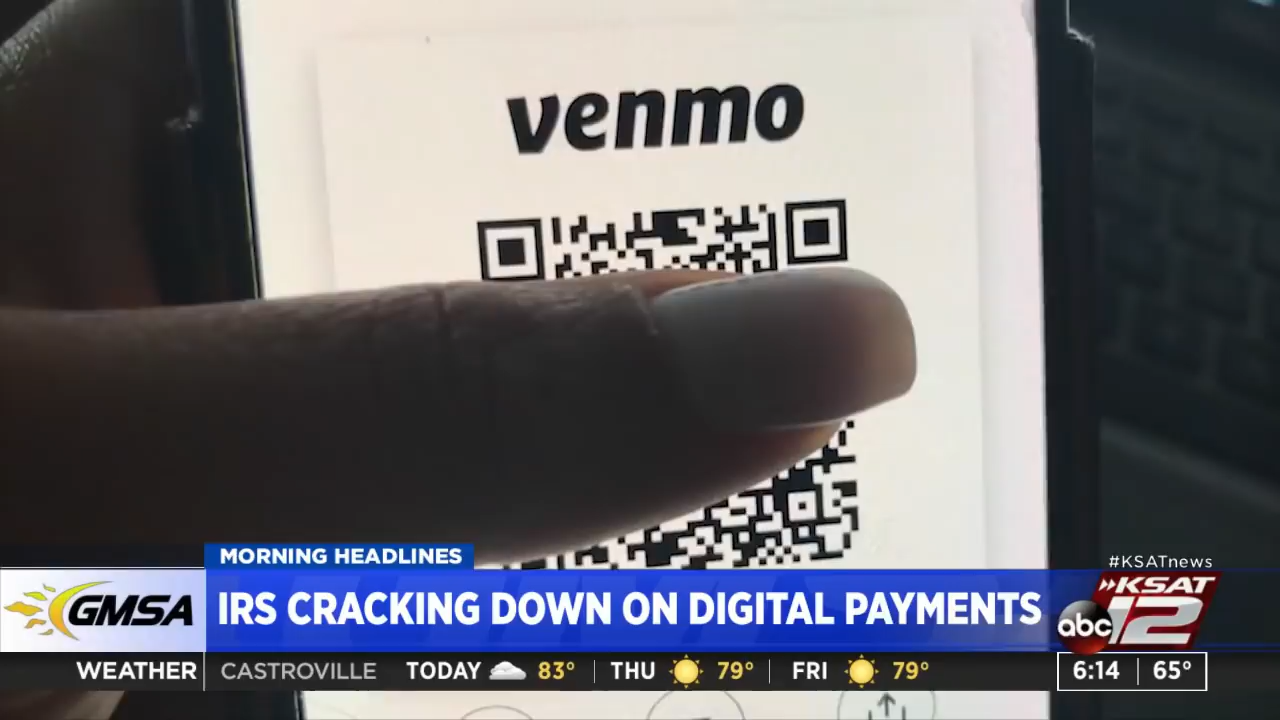 venmo
MORNING HEADLINES
#KSATnews
GMSA
IRS CRACKING DOWN ON DIGITAL PAYMENTS
KSAT
abc 12
WEATHER CASTROVILLE TODAY 83° THU 79° FRI 79° 6:14 65°